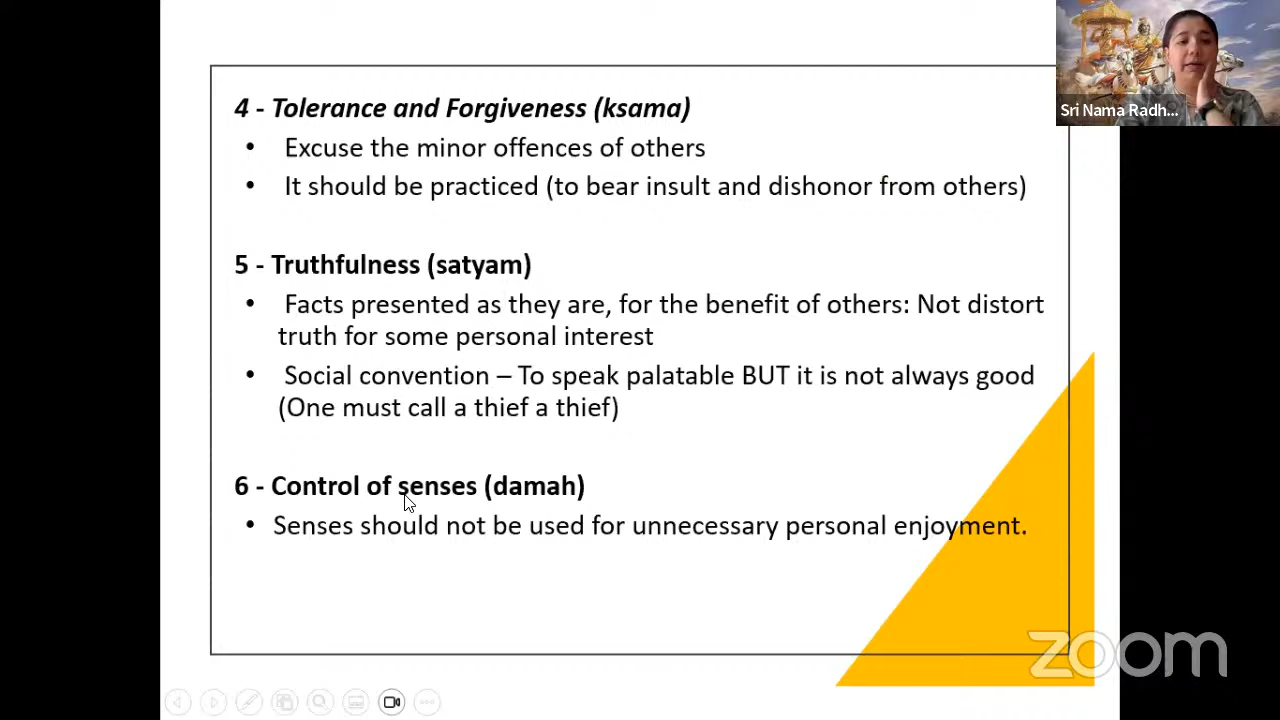 Sri Nama Radh...
4 - Tolerance and Forgiveness (ksama)
• Excuse the minor offences of others
• It should be practiced (to bear insult and dishonor from others)
5 - Truthfulness (satyam)
• Facts presented as they are, for the benefit of others: Not distort
truth for some personal interest
• Social convention – To speak palatable BUT it is not always good
(One must call a thief a thief)
6 - Control of senses (damah)
• Senses should not be used for unnecessary personal enjoyment.
zoom